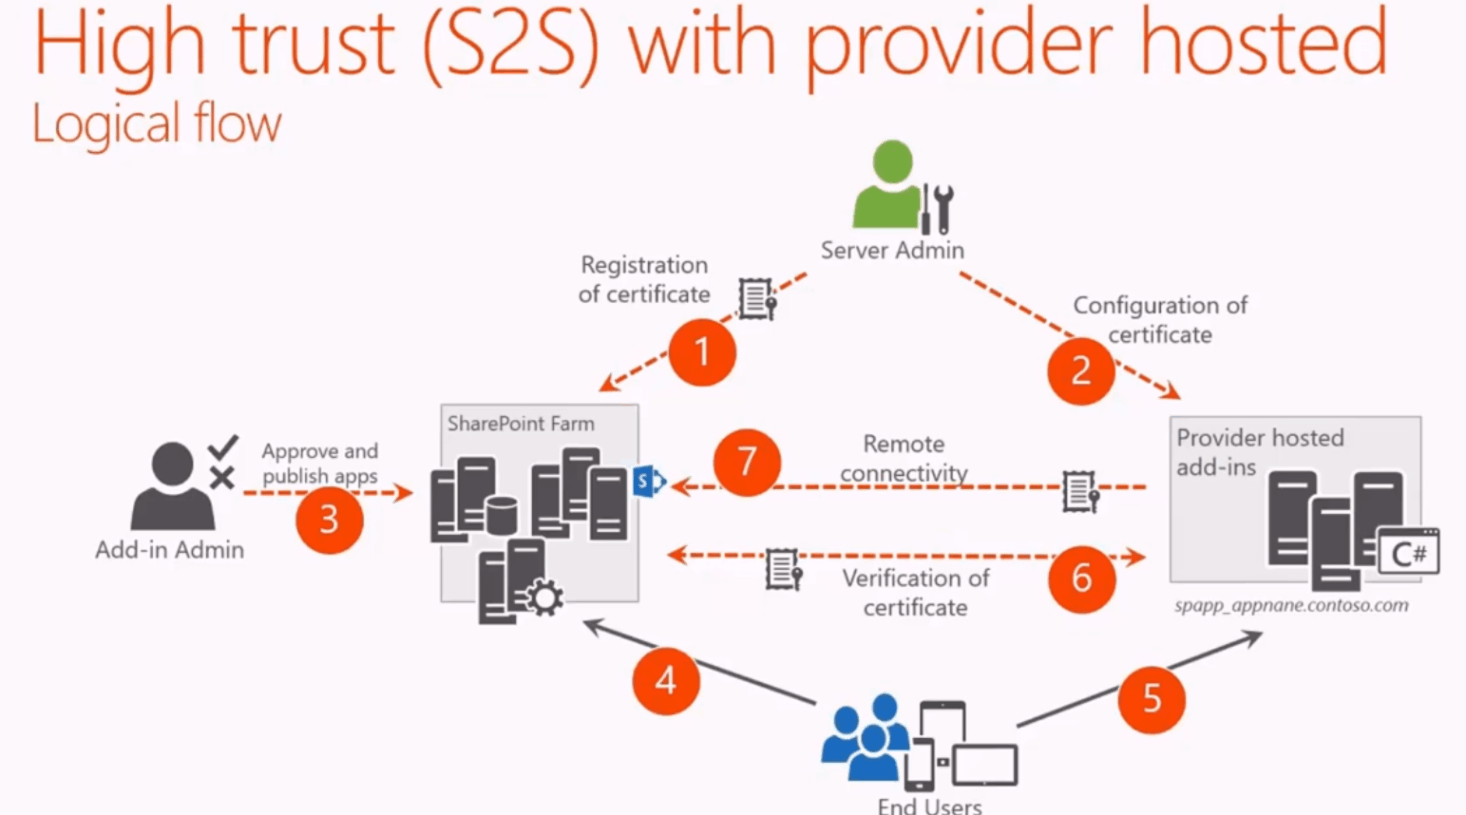 High trust (S2S) with provider hosted
Logical flow
Server Admin
Registration
of certificate
1
Configuration of
certificate
2
Add-in Admin
Approve and
publish apps
3
SharePoint Farm
S
7
Remote
connectivity
Provider hosted
add-ins
C#
spapp_appnane.contoso.com
Verification of
certificate
6
4
5
End Users